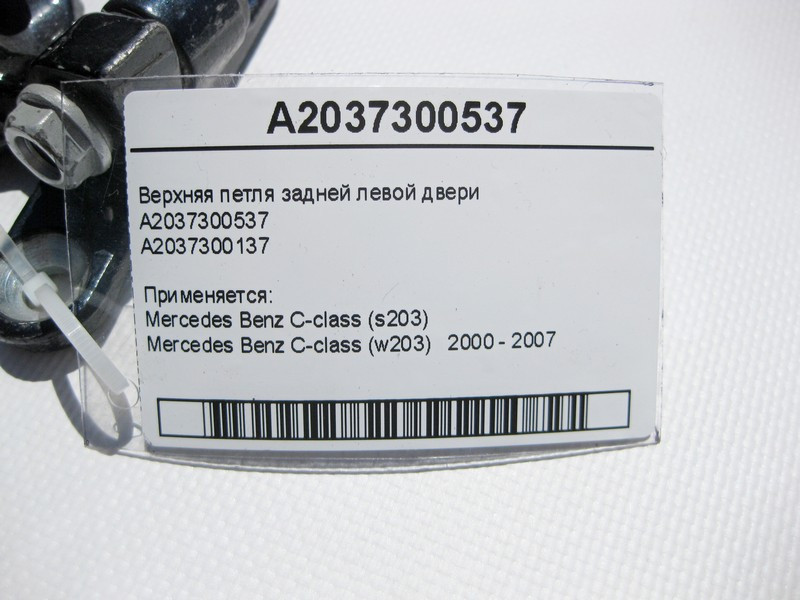 A2037300537
Верхняя петля задней левой двери
A2037300537
A2037300137
Применяется:
Mercedes Benz C-class (s203)
Mercedes Benz C-class (w203) 2000 - 2007